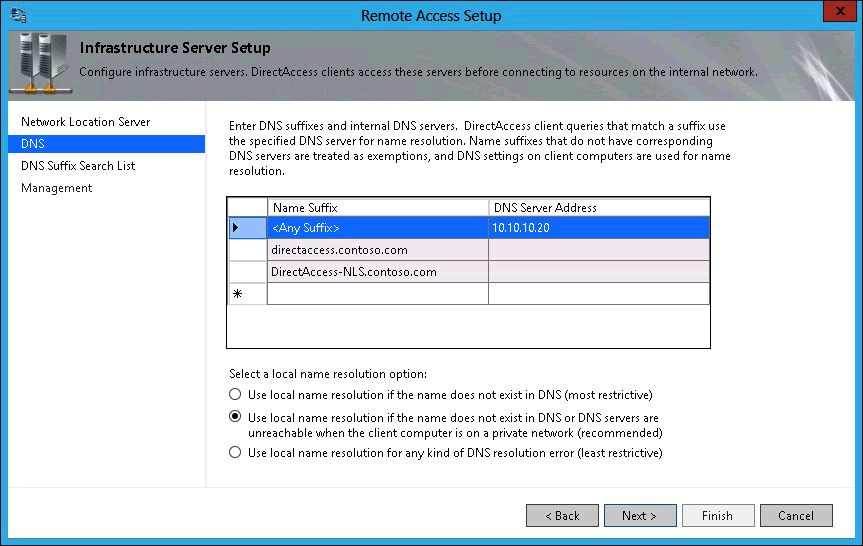 Remote Access Setup
X
Infrastructure Server Setup
Configure infrastructure servers. DirectAccess clients access these servers before connecting to resources on the internal network.
Network Location Server
DNS
DNS Suffix Search List
Management
Enter DNS suffixes and internal DNS servers.  DirectAccess client queries that match a suffix use
the specified DNS server for name resolution. Name suffixes that do not have corresponding
DNS servers are treated as exemptions, and DNS settings on client computers are used for name
resolution.
Name Suffix DNS Server Address
<Any Suffix> 10.10.10.20
directaccess.contoso.com
DirectAccess-NLS.contoso.com
*
Select a local name resolution option:
Use local name resolution if the name does not exist in DNS (most restrictive)
Use local name resolution if the name does not exist in DNS or DNS servers are
unreachable when the client computer is on a private network (recommended)
Use local name resolution for any kind of DNS resolution error (least restrictive)
< Back Next > Finish Cancel